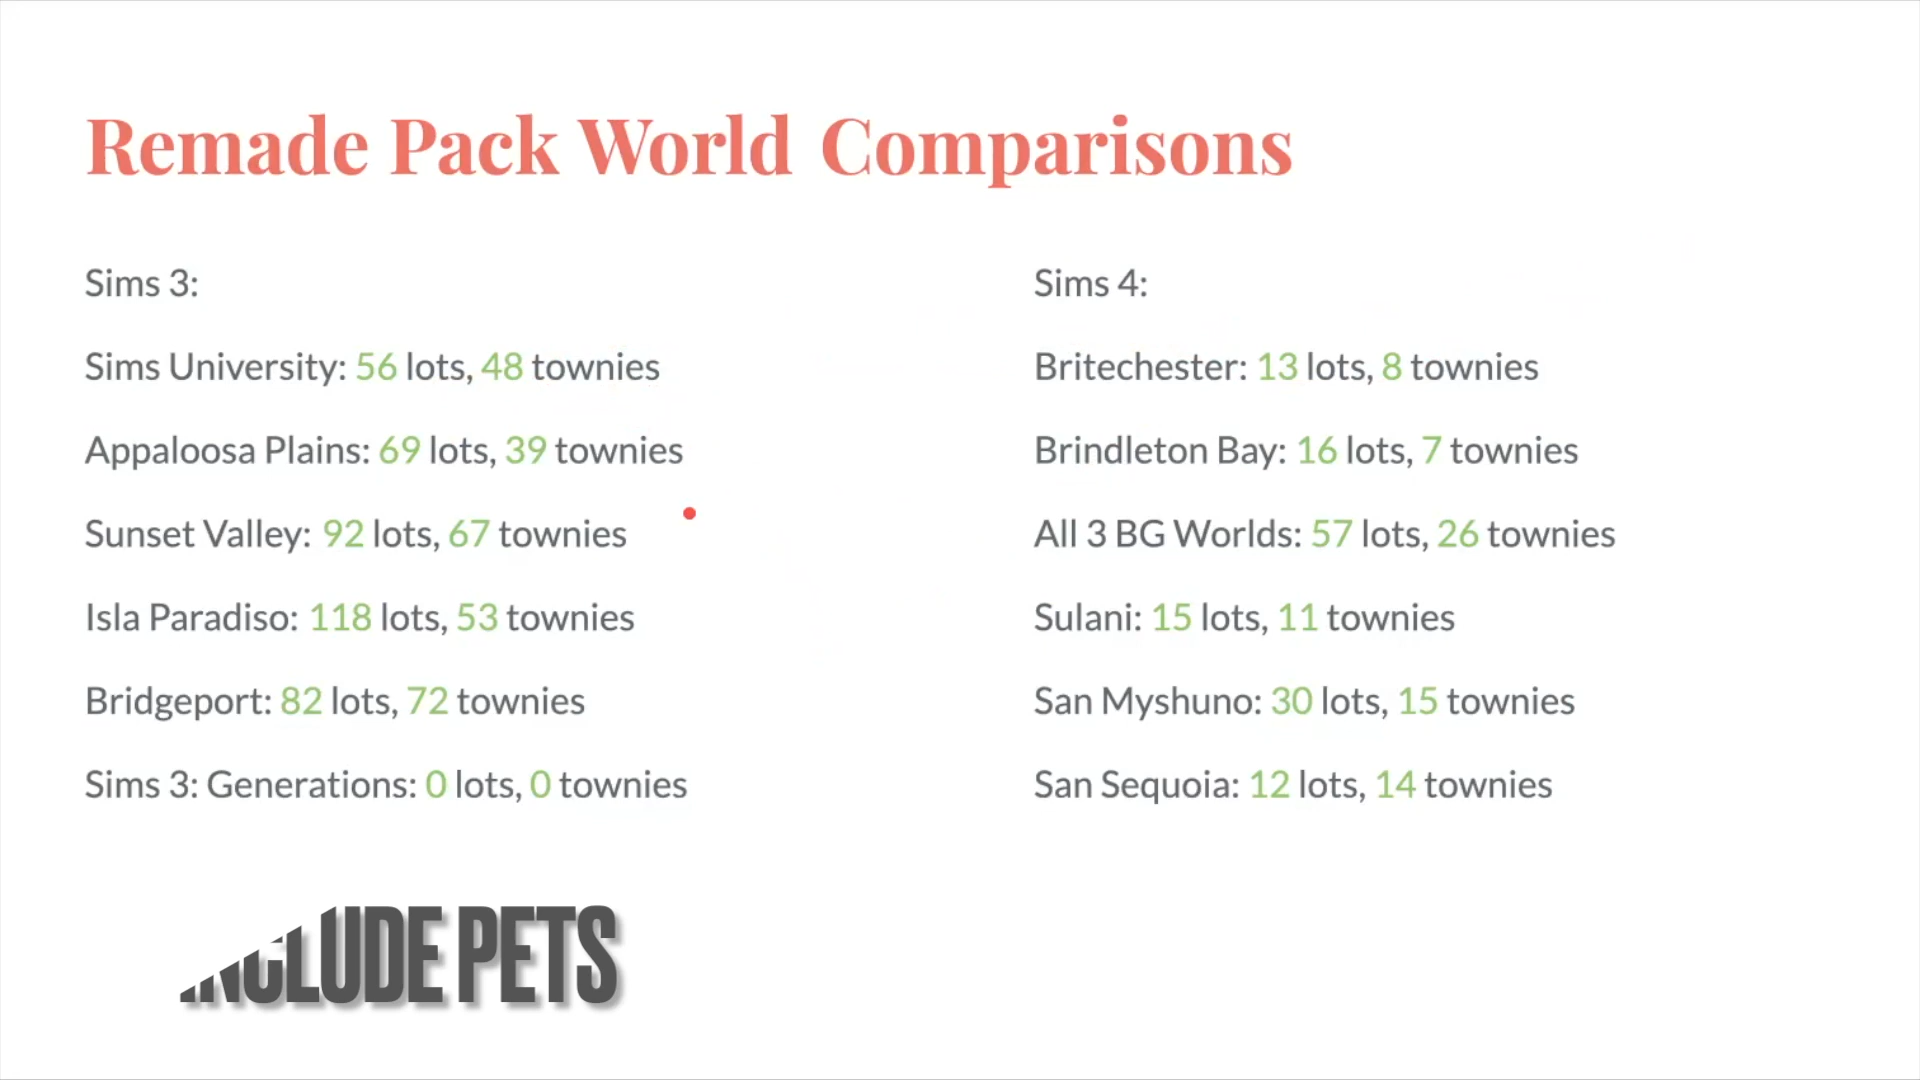 Remade Pack World Comparisons
Sims 3:
Sims University: 56 lots, 48 townies
Appaloosa Plains: 69 lots, 39 townies
Sunset Valley: 92 lots, 67 townies
Isla Paradiso: 118 lots, 53 townies
Bridgeport: 82 lots, 72 townies
Sims 3: Generations: 0 lots, 0 townies
Sims 4:
Britechester: 13 lots, 8 townies
Brindleton Bay: 16 lots, 7 townies
All 3 BG Worlds: 57 lots, 26 townies
Sulani: 15 lots, 11 townies
San Myshuno: 30 lots, 15 townies
San Sequoia: 12 lots, 14 townies
INCLUDE PETS